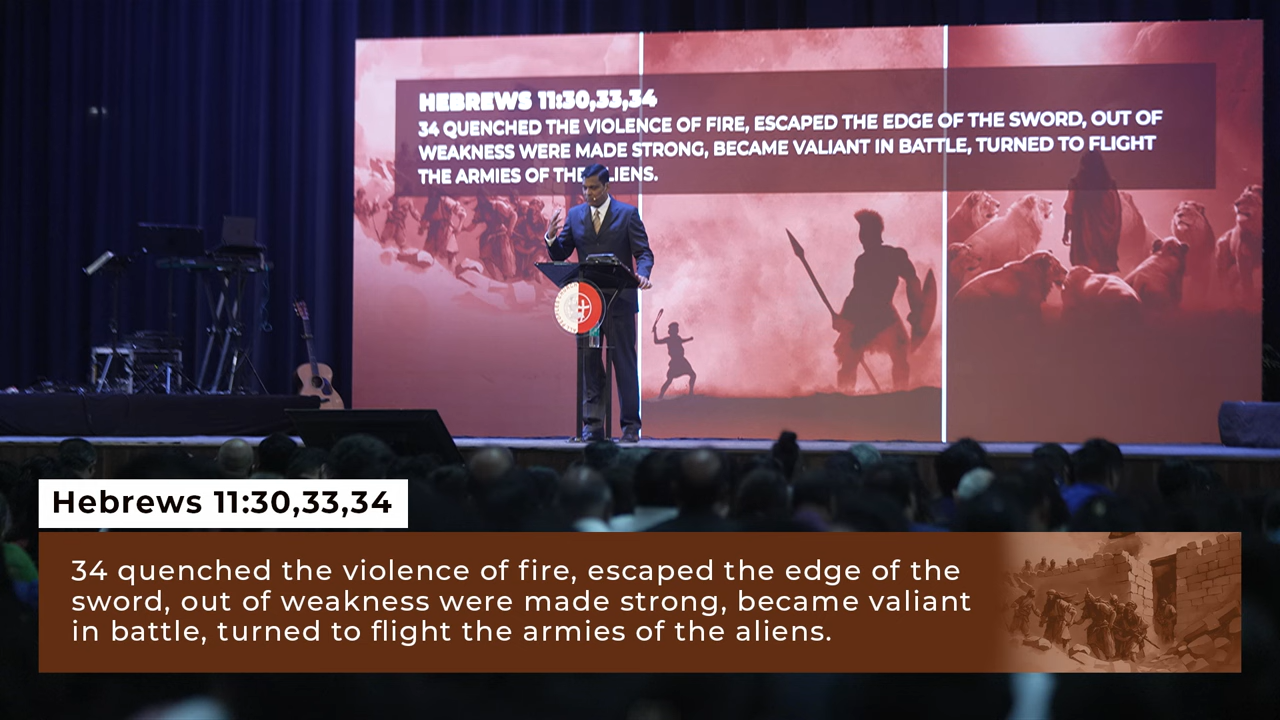 HEBREWS 11:30,33,34
34 QUENCHED THE VIOLENCE OF FIRE, ESCAPED THE EDGE OF THE SWORD, OUT OF
WEAKNESS WERE MADE STRONG, BECAME VALIANT IN BATTLE, TURNED TO FLIGHT
THE ARMIES OF THE LIENS.
Hebrews 11:30,33,34
34 quenched the violence of fire, escaped the edge of the
sword, out of weakness were made strong, became valiant
in battle, turned to flight the armies of the aliens.